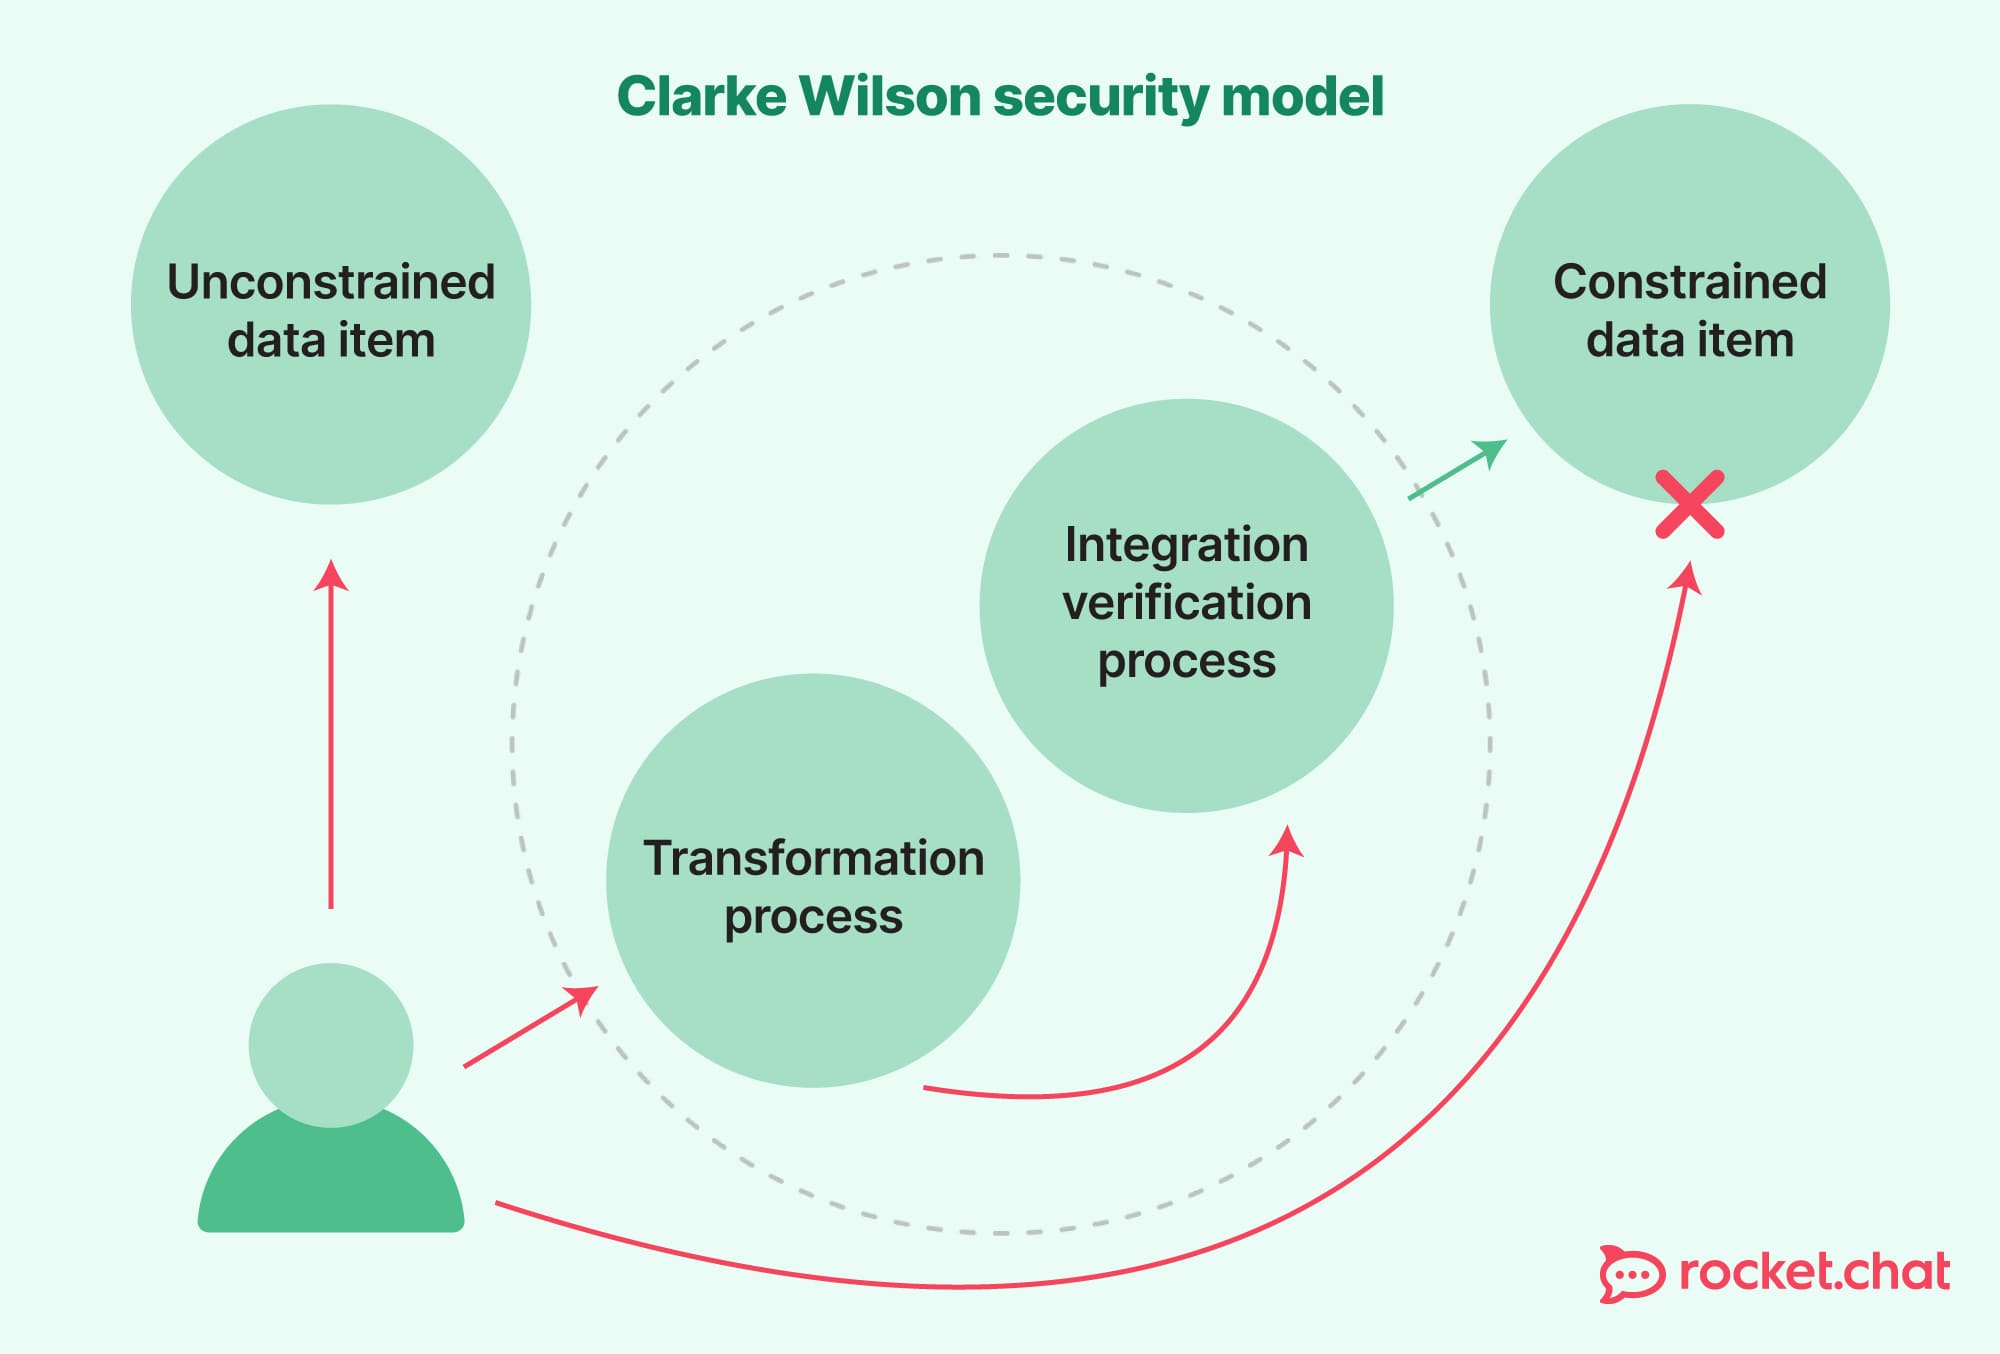 Clarke Wilson security model
Unconstrained
data item
Constrained
data item
Integration
verification
process
Transformation
process
rocket.chat